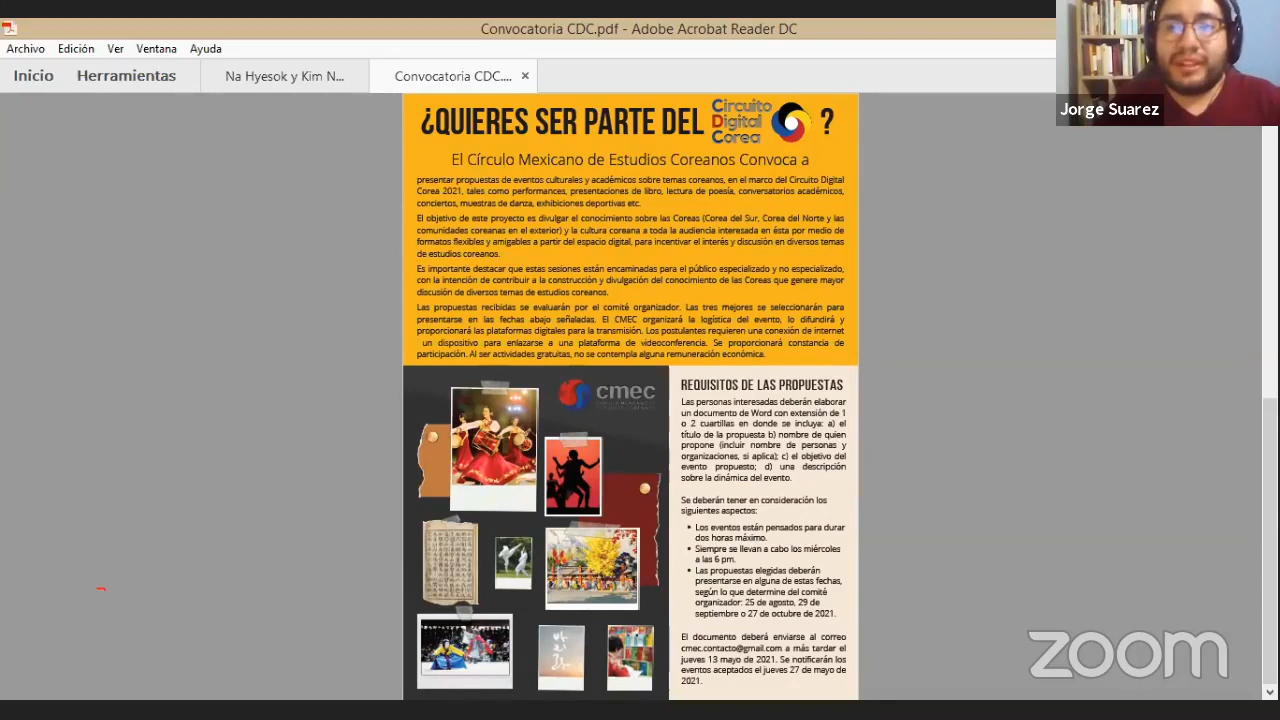 Convocatoria CDC.pdf - Adobe Acrobat Reader DC
Archivo Edición Ver Ventana Ayuda
Inicio Herramientas Na Hyesok y Kim N... Convocatoria CDC....
Jorge Suarez
¿QUIERES SER PARTE DEL Circuito Digital Corea ?
El Círculo Mexicano de Estudios Coreanos Convoca a
presentar propuestas de eventos culturales y académicos sobre temas coreanos, en el marco del Circuito Digital
Corea 2021, tales como performances, presentaciones de libro, lectura de poesía, conversatorios académicos,
conciertos, muestras de danza, exhibiciones deportivas etc.
El objetivo de este proyecto es divulgar el conocimiento sobre las Coreas (Corea del Sur, Corea del Norte y las
comunidades coreanas en el exterior) y la cultura coreana a toda la audiencia interesada en ésta por medio de
formatos flexibles y amigables a partir del espacio digital, para incentivar el interés y discusión en diversos temas
de estudios coreanos.
Es importante destacar que estas sesiones están encaminadas para el público especializado y no especializado,
con la intención de contribuir a la construcción y divulgación del conocimiento de las Coreas que genere mayor
discusión de diversos temas de estudios coreanos.
Las propuestas recibidas se evaluarán por el comité organizador. Las tres mejores se seleccionarán para
presentarse en las fechas abajo señaladas. El CMEC organizará la logística del evento, lo difundirá y
proporcionará las plataformas digitales para la transmisión. Los postulantes requieren una conexión de internet
un dispositivo para enlazarse a una plataforma de videoconferencia. Se proporcionará constancia de
participación. Al ser actividades gratuitas, no se contempla alguna remuneración económica.
cmec
REQUISITOS DE LAS PROPUESTAS
Las personas interesadas deberán elaborar
un documento de Word con extensión de 1
o 2 cuartillas en donde se incluya: a) el
título de la propuesta b) nombre de quien
propone (incluir nombre de personas y
organizaciones, si aplica); c) el objetivo del
evento propuesto; d) una descripción
sobre la dinámica del evento.
Se deberán tener en consideración los
siguientes aspectos:
• Los eventos están pensados para durar
dos horas máximo.
• Siempre se llevan a cabo los miércoles
a las 6 pm.
• Las propuestas elegidas deberán
presentarse en alguna de estas fechas,
según lo que determine del comité
organizador: 25 de agosto, 29 de
septiembre o 27 de octubre de 2021.
El documento deberá enviarse al correo
cmec.contacto@gmail.com a más tardar el
jueves 13 mayo de 2021. Se notificarán los
eventos aceptados el jueves 27 de mayo de
2021.
zoom